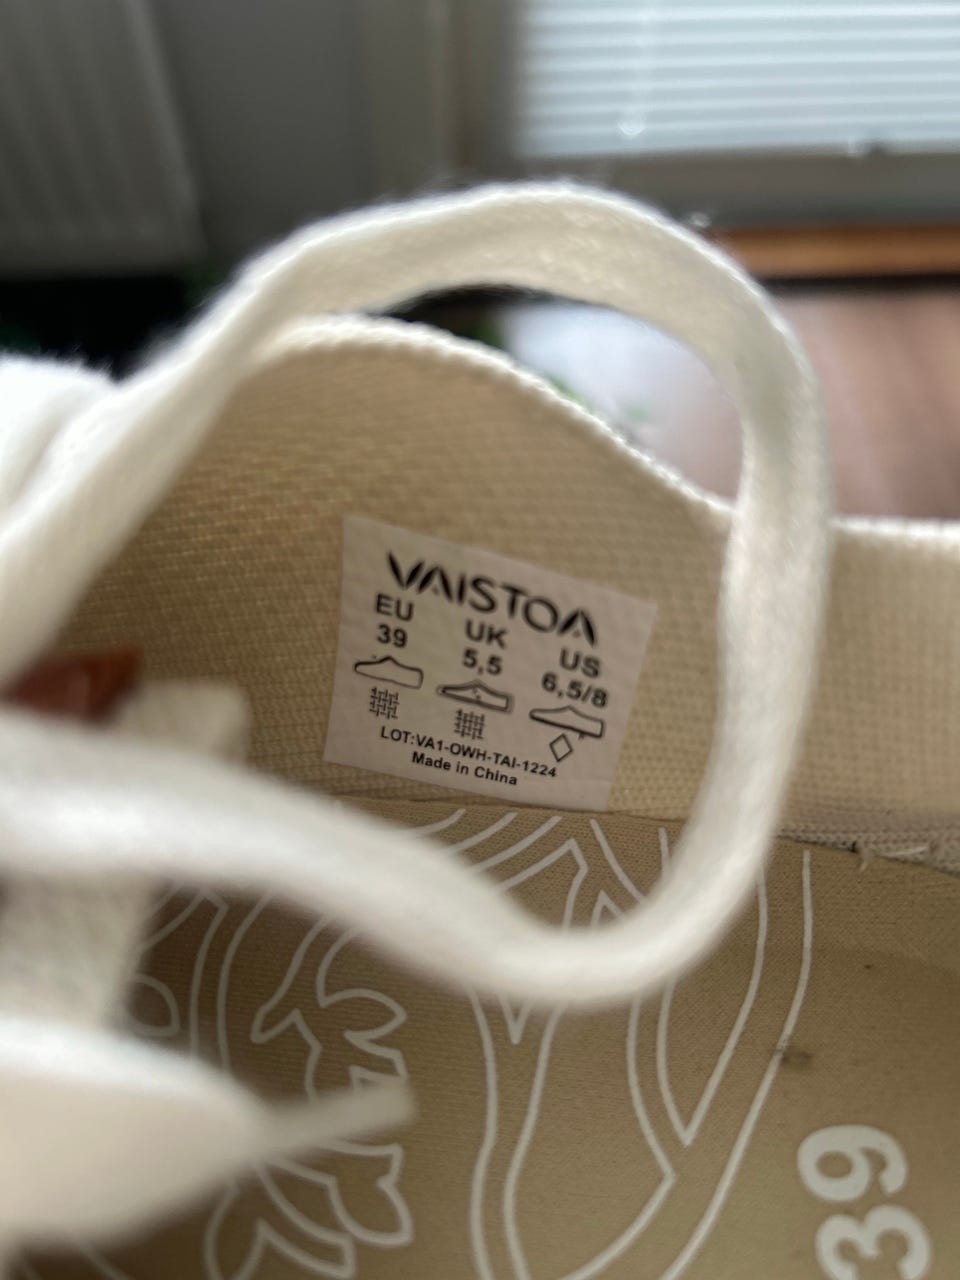 VAISTOA
EU UK US
39 5,5 6,5/8
LOT:VA1-OWH-TAI-1224
Made in China
39